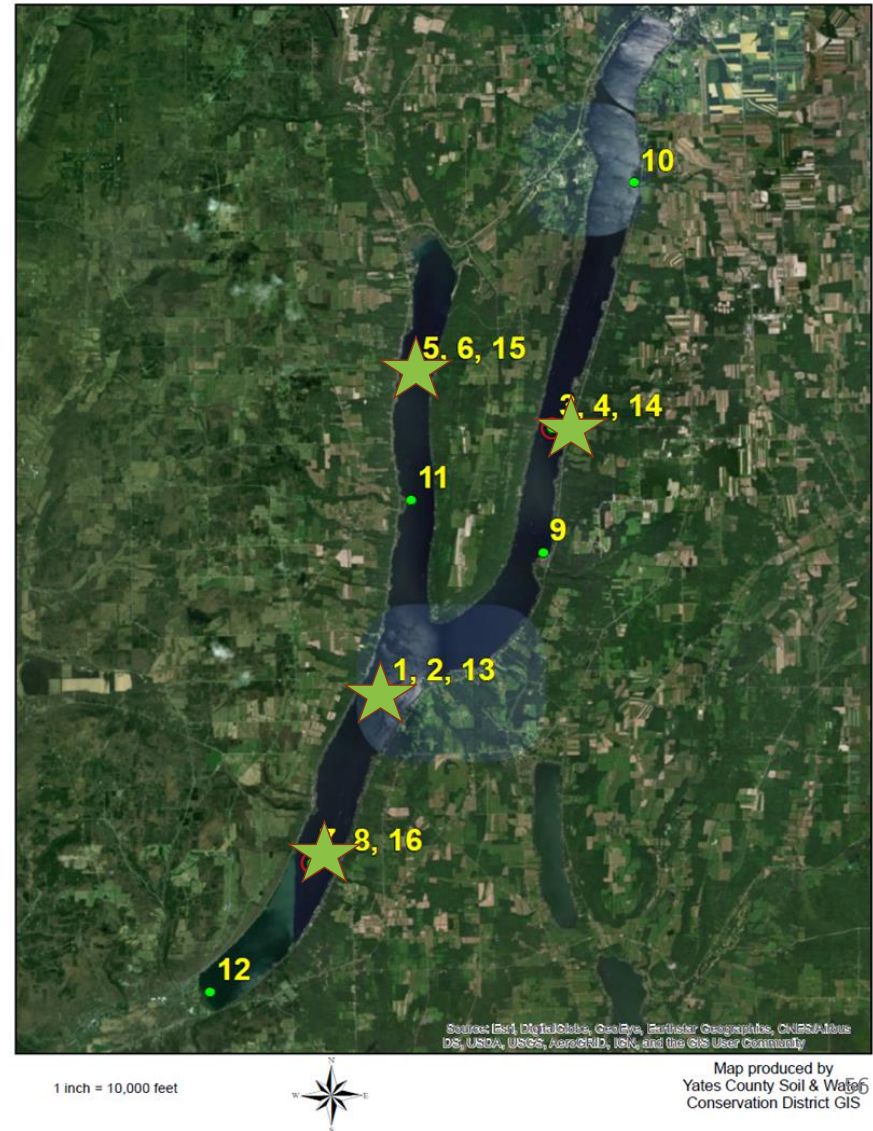 10
5, 6, 15
3, 4, 14
11
9
1, 2, 13
8, 16
12
Source: Esri, DigitalGlobe, GeoEye, Earthstar Geographics, CNES/Airbus
DS, USDA, USGS, AeroGRID, IGN, and the GIS User Community
N
W
E
S
1 inch = 10,000 feet
Map produced by
Yates County Soil & Water
56
Conservation District GIS